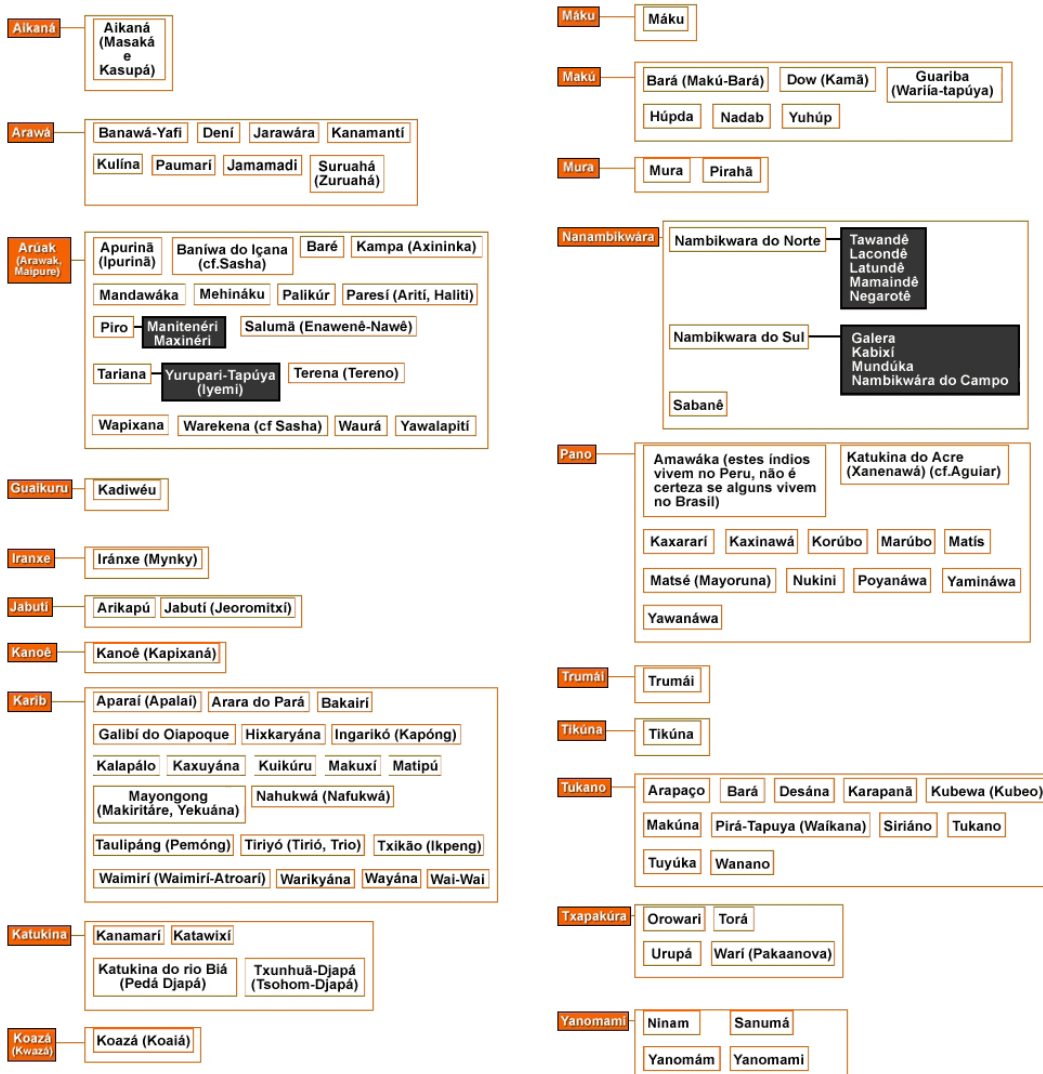 Aikaná
Aikaná
(Masaká
e
Kasupá)
Arawá
Banawá-Yafi Dení Jarawára Kanamantí
Kulína Paumarí Jamamadi Suruahá
(Zuruahá)
Arúak
(Arawak,
Maipure)
Apurinã
(Ipurinã)
Baníwa do Içana
(cf.Sasha)
Baré Kampa (Axininka)
Mandawáka Mehináku Palikúr Paresí (Arití, Haliti)
Piro Manitenéri
Maxinéri
Salumã (Enawenê-Nawê)
Tariana Yurupari-Tapúya
(Iyemi)
Terena (Tereno)
Wapixana Warekena (cf Sasha) Waurá Yawalapití
Guaikuru
Kadiwéu
Iranxe
Iránxe (Mynky)
Jabutí
Arikapú Jabutí (Jeoromitxí)
Kanoê
Kanoê (Kapixaná)
Karib
Aparaí (Apalaí) Arara do Pará Bakairí
Galibí do Oiapoque Hixkaryána Ingarikó (Kapóng)
Kalapálo Kaxuyána Kuikúru Makuxí Matipú
Mayongong
(Makiritáre, Yekuána)
Nahukwá (Nafukwá)
Taulipáng (Pemóng) Tiriyó (Tirió, Trio) Txikão (Ikpeng)
Waimirí (Waimirí-Atroarí) Warikyána Wayána Wai-Wai
Katukina
Kanamarí Katawixí
Katukina do rio Biá
(Pedá Djapá)
Txunhuã-Djapá
(Tsohom-Djapá)
Koazá
(Kwazá)
Koazá (Koaiá)
Máku
Máku
Makú
Bará (Makú-Bará) Dow (Kamã) Guariba
(Wariía-tapúya)
Húpda Nadab Yuhúp
Mura
Mura Pirahã
Nanambikwára
Nambikwara do Norte
Tawandê
Lacondê
Latundê
Mamaindê
Negarotê
Nambikwara do Sul
Galera
Kabixí
Mundúka
Nambikwára do Campo
Sabanê
Pano
Amawáka (estes índios
vivem no Peru, não é
certeza se alguns vivem
no Brasil)
Katukina do Acre
(Xanenawá) (cf.Aguiar)
Kaxararí Kaxinawá Korúbo Marúbo Matís
Matsé (Mayoruna) Nukini Poyanáwa Yamináwa
Yawanáwa
Trumái
Trumái
Tikúna
Tikúna
Tukano
Arapaço Bará Desána Karapanã Kubewa (Kubeo)
Makúna Pirá-Tapuya (Waíkana) Siriáno Tukano
Tuyúka Wanano
Txapakúra
Orowari Torá
Urupá Warí (Pakaanova)
Yanomami
Ninam Sanumá
Yanomám Yanomami